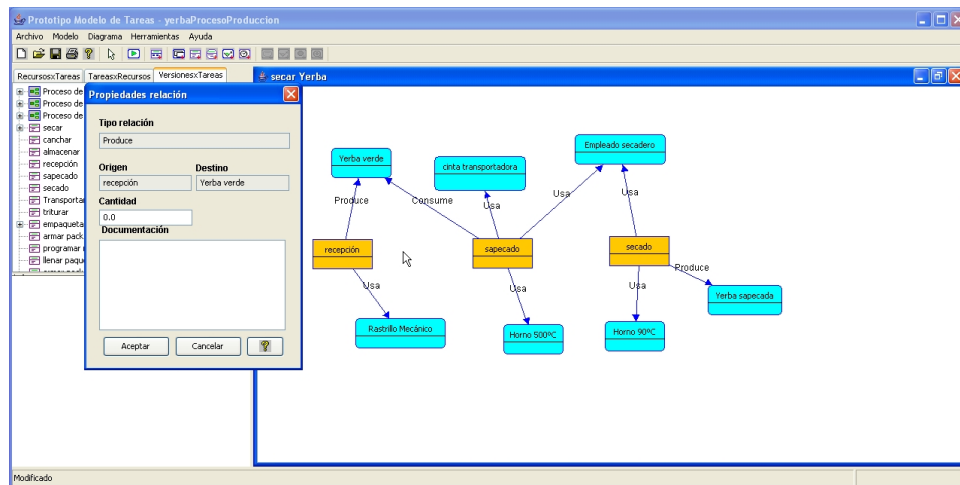 Prototipo Modelo de Tareas - yerbaProcesoProduccion
Archivo Modelo Diagrama Herramientas Ayuda
RecursosxTareas TareasxRecursos VersionesxTareas
secar Yerba
Proceso de
Proceso de
Proceso de
secar
canchar
almacenar
recepción
sapecado
secado
Transportar
triturar
empaqueta
armar pack
programar
llenar paqu
Propiedades relación
Tipo relación
Produce
Origen Destino
recepción Yerba verde
Cantidad
0.0
Documentación
Aceptar Cancelar
Yerba verde
cinta transportadora
Empleado secadero
Produce
Consume
Usa
Usa
Usa
recepción
sapecado
secado
Usa
Usa
Usa
Produce
Rastrillo Mecánico
Horno 500ºC
Horno 90ºC
Yerba sapecada
Modificado